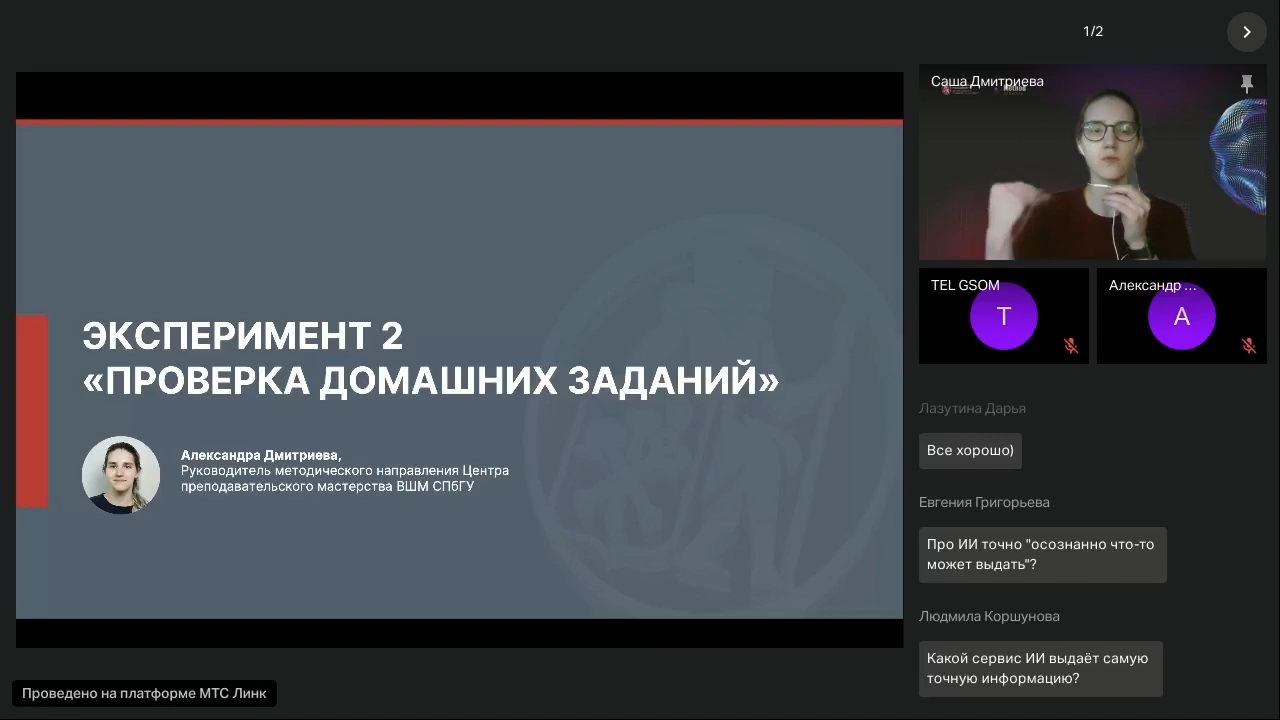 1/2
ЭКСПЕРИМЕНТ 2
«ПРОВЕРКА ДОМАШНИХ ЗАДАНИЙ»
Александра Дмитриева,
Руководитель методического направления Центра
преподавательского мастерства ВШМ СПбГУ
Проведено на платформе МТС Линк
Саша Дмитриева
TEL GSOM
T
Александр ...
А
Лазутина Дарья
Все хорошо)
Евгения Григорьева
Про ИИ точно "осознанно что-то
может выдать"?
Людмила Коршунова
Какой сервис ИИ выдаёт самую
точную информацию?